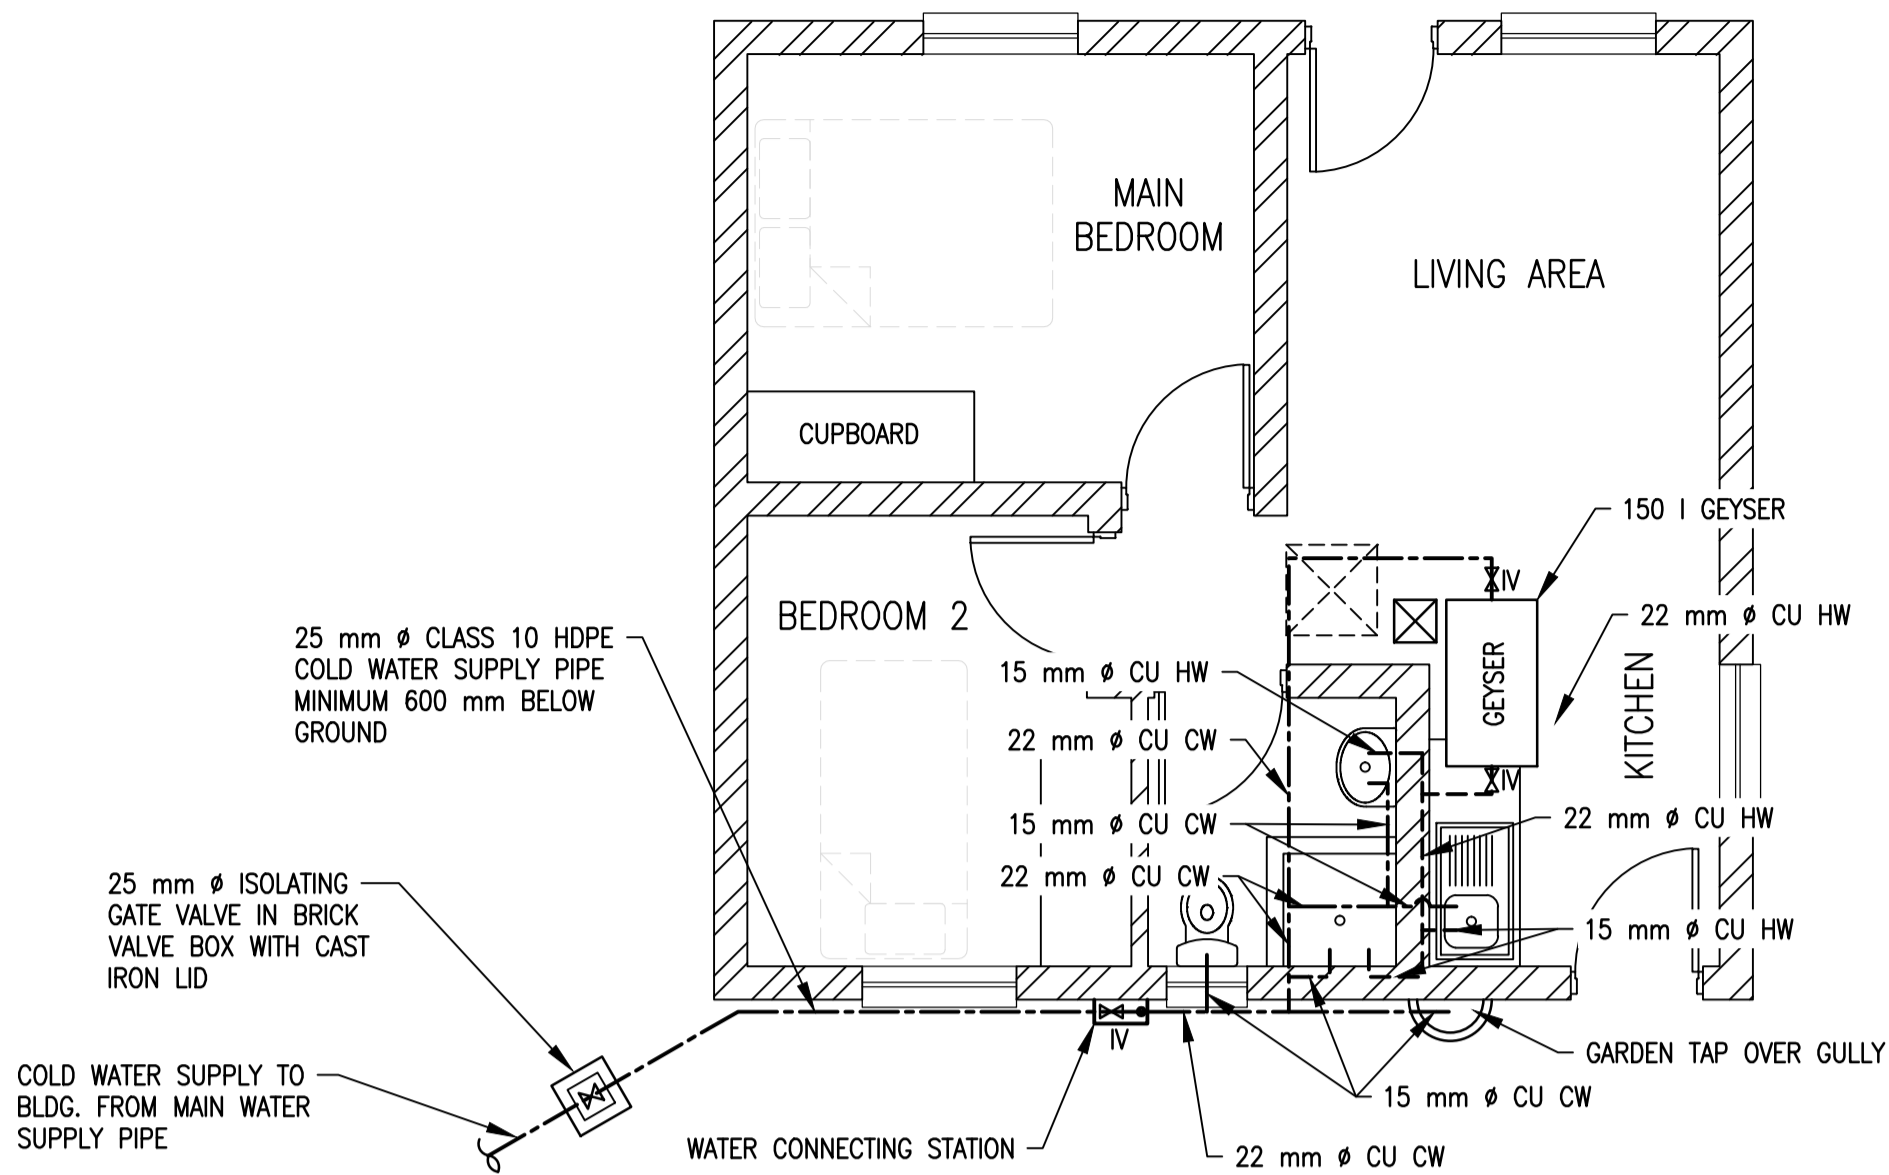 MAIN
BEDROOM
LIVING AREA
CUPBOARD
150 l GEYSER
IV
22 mm ø CU HW
BEDROOM 2
25 mm ø CLASS 10 HDPE
COLD WATER SUPPLY PIPE
MINIMUM 600 mm BELOW
GROUND
15 mm ø CU HW
GEYSER
KITCHEN
22 mm ø CU CW
IV
15 mm ø CU CW
22 mm ø CU HW
22 mm ø CU CW
25 mm ø ISOLATING
GATE VALVE IN BRICK
VALVE BOX WITH CAST
IRON LID
15 mm ø CU HW
IV
GARDEN TAP OVER GULLY
COLD WATER SUPPLY TO
BLDG. FROM MAIN WATER
SUPPLY PIPE
15 mm ø CU CW
WATER CONNECTING STATION
22 mm ø CU CW